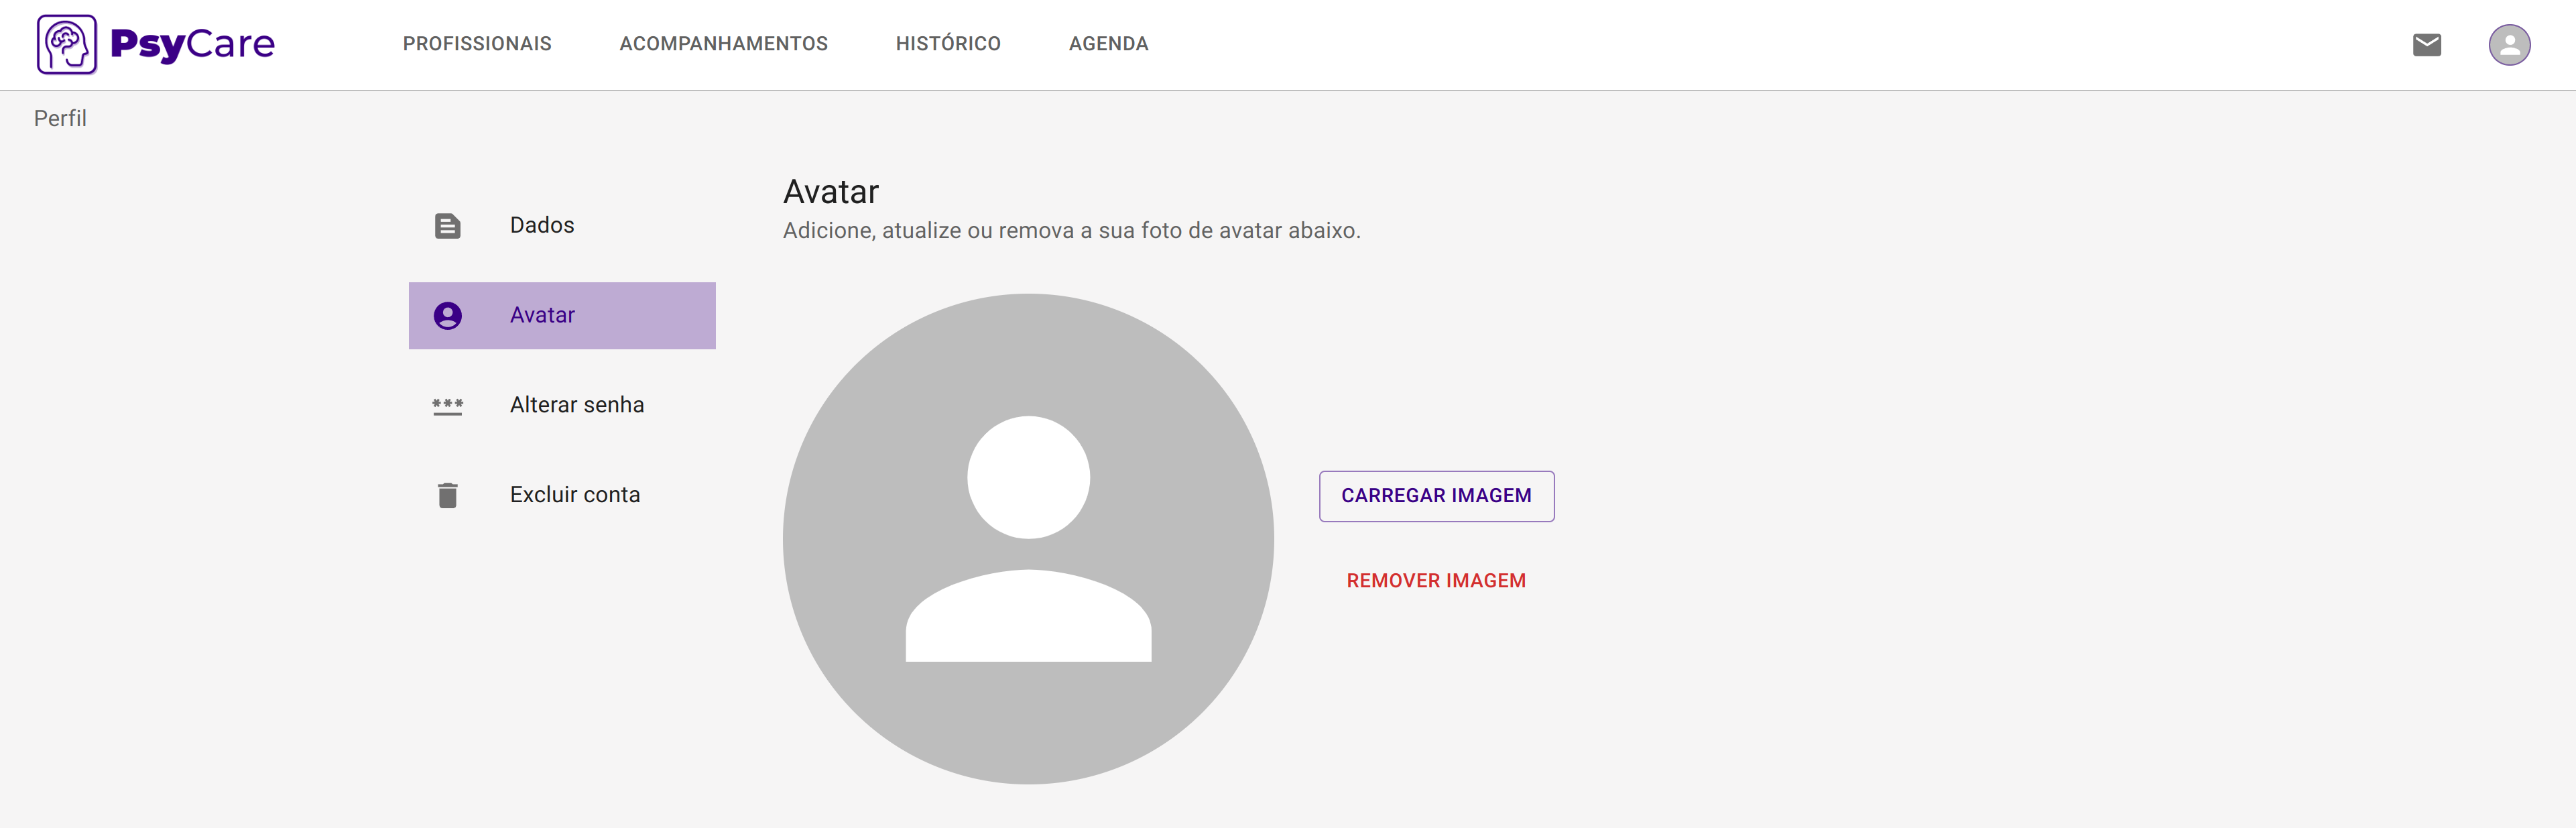 PsyCare
PROFISSIONAIS
ACOMPANHAMENTOS
HISTÓRICO
AGENDA
Perfil
Dados
Avatar
Alterar senha
Excluir conta
Avatar
Adicione, atualize ou remova a sua foto de avatar abaixo.
CARREGAR IMAGEM
REMOVER IMAGEM